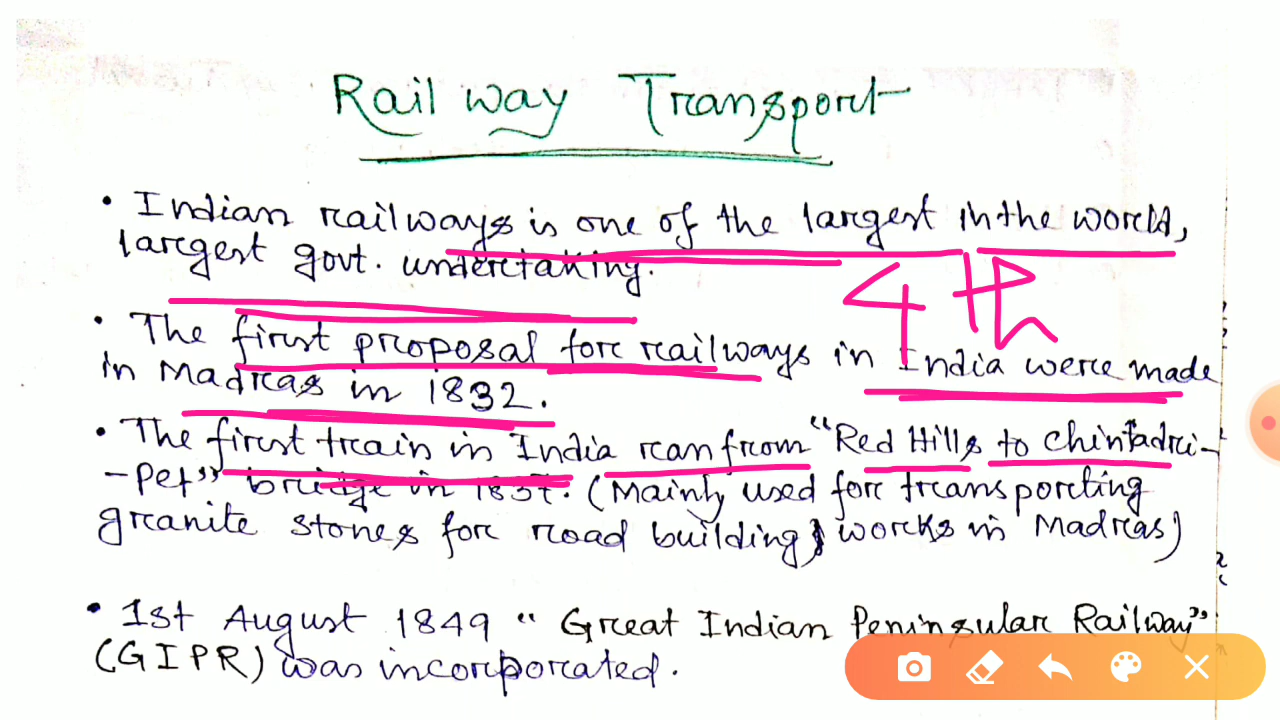 Railway Transport
• Indian railways is one of the largest in the world,
largest govt. undertaking.
4th
• The first proposal for railways in India were made
in Madras in 1832.
• The first train in India ran from "Red Hills to Chintadri-
-Pet" bridge in 1837. (Mainly used for transporting
granite stones for road building works in Madras)
• 1st August 1849 " Great Indian Peninsular Railway"
(GIPR) was incorporated.